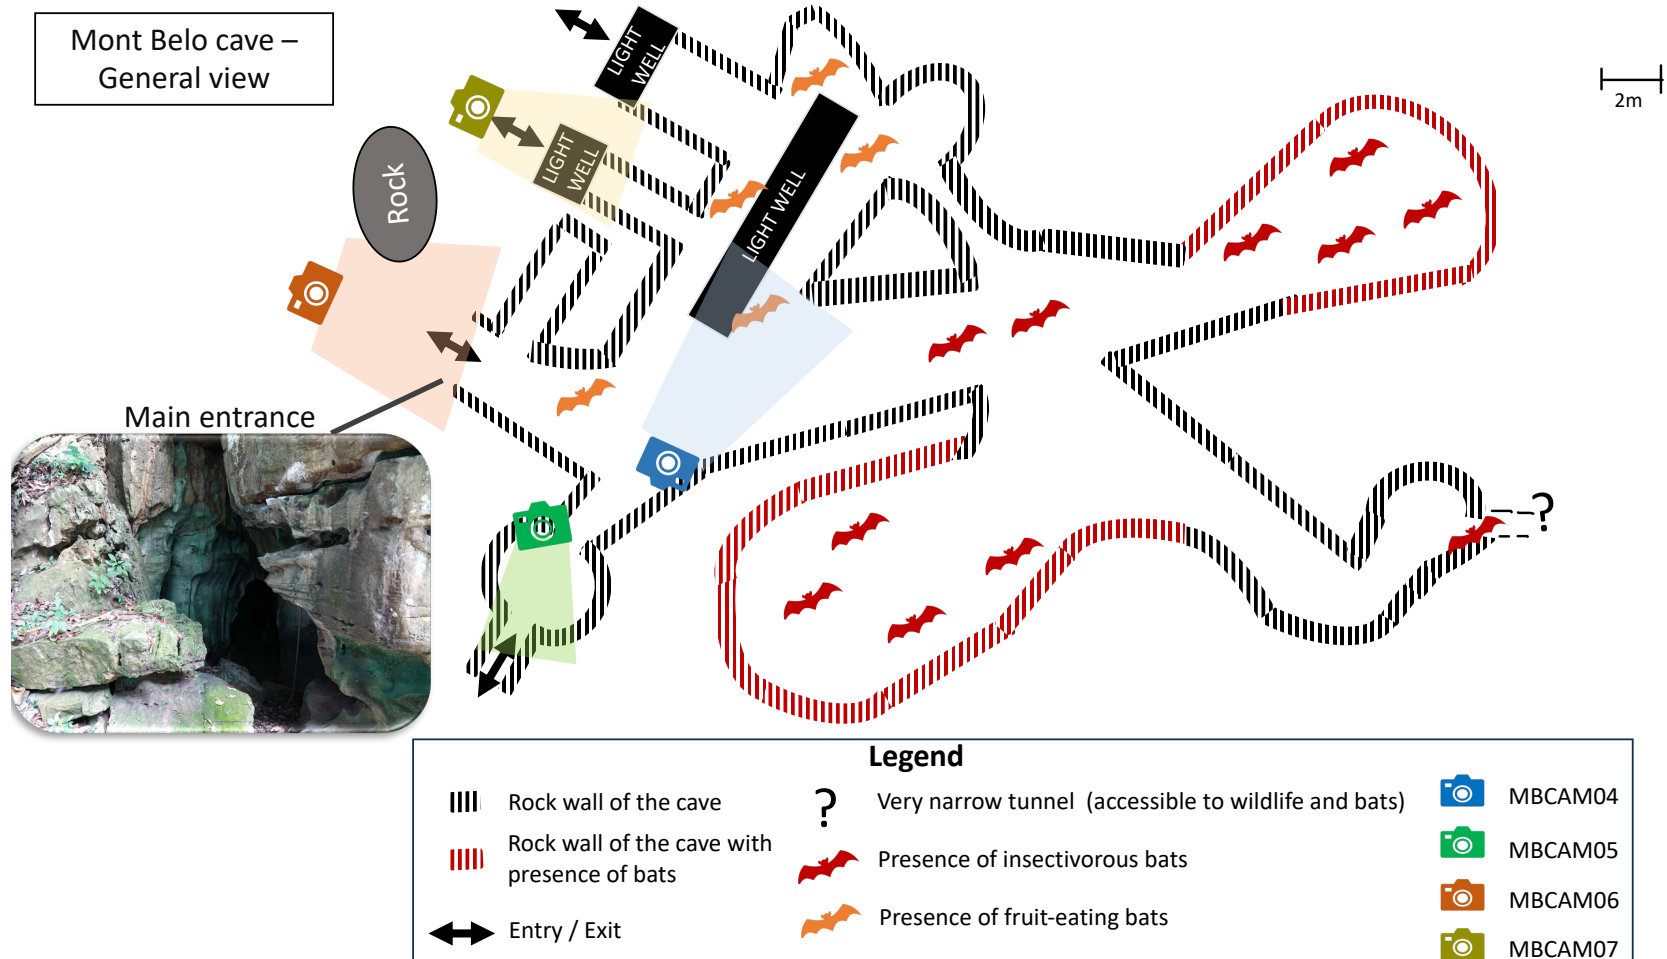 Mont Belo cave –
General view
LIGHT
WELL
LIGHT
WELL
LIGHT WELL
Rock
2m
Main entrance
?
Legend
Rock wall of the cave
Rock wall of the cave with
presence of bats
Entry / Exit
? Very narrow tunnel (accessible to wildlife and bats)
Presence of insectivorous bats
Presence of fruit-eating bats
MBCAM04
MBCAM05
MBCAM06
MBCAM07